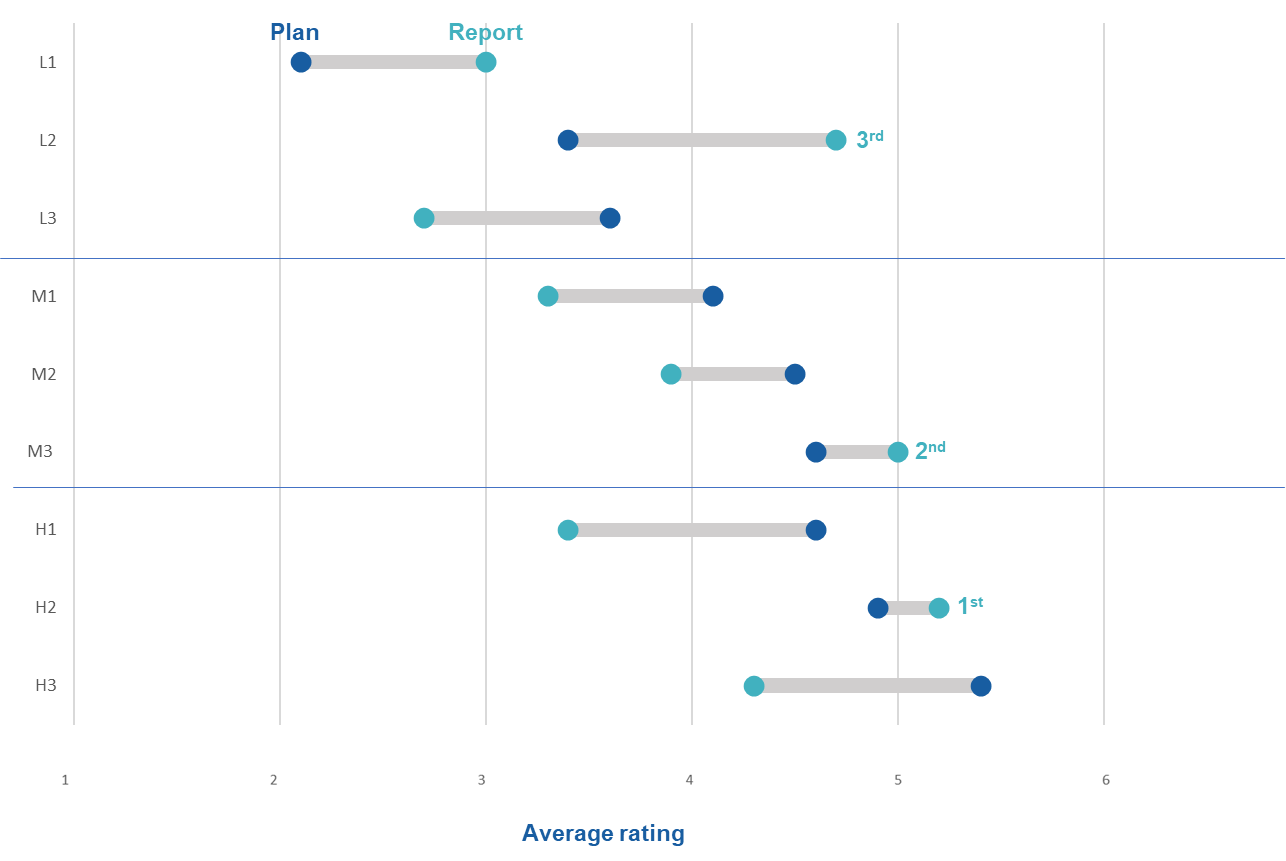 Plan Report
L1
L2 3rd
L3
M1
M2
M3 2nd
H1
H2 1st
H3
1 2 3 4 5 6
Average rating